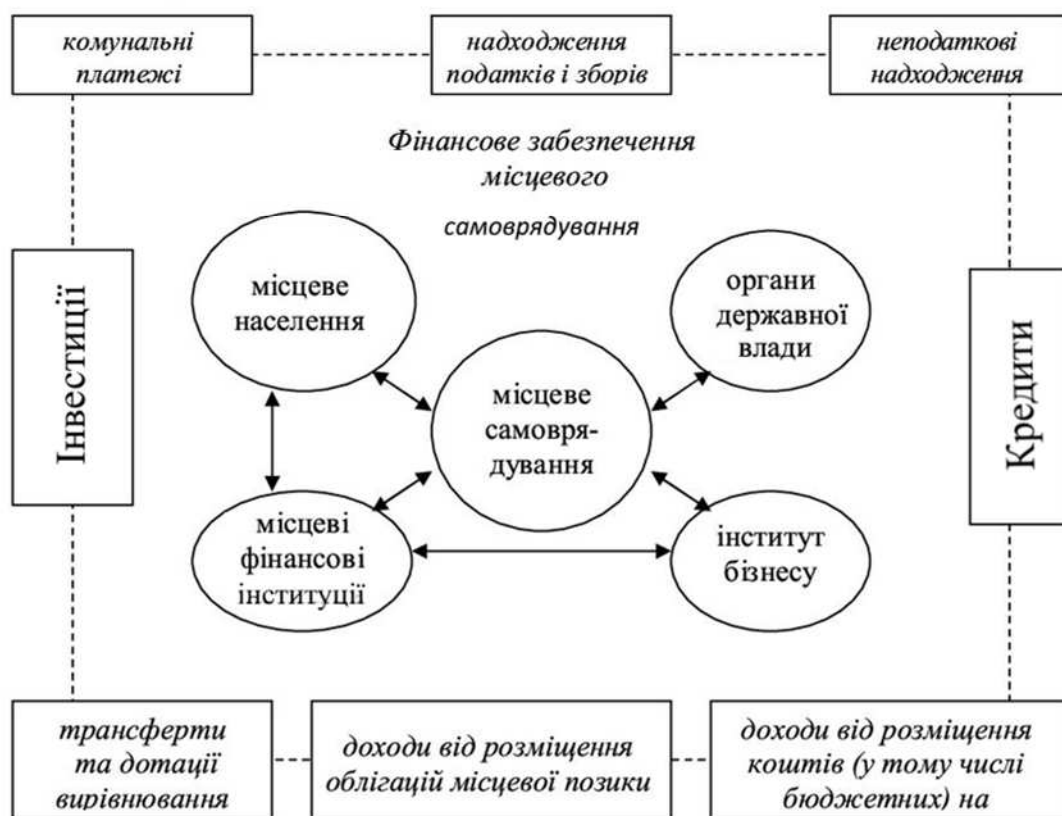 комунальні
платежі
надходження
податків і зборів
неподаткові
надходження
Фінансове забезпечення
місцевого
самоврядування
місцеве
населення
органи
державної
влади
Інвестиції
місцеве
самовря-
дування
Кредити
місцеві
фінансові
інституції
інститут
бізнесу
трансферти
та дотації
вирівнювання
доходи від розміщення
облігацій місцевої позики
доходи від розміщення
коштів (у тому числі
бюджетних) на